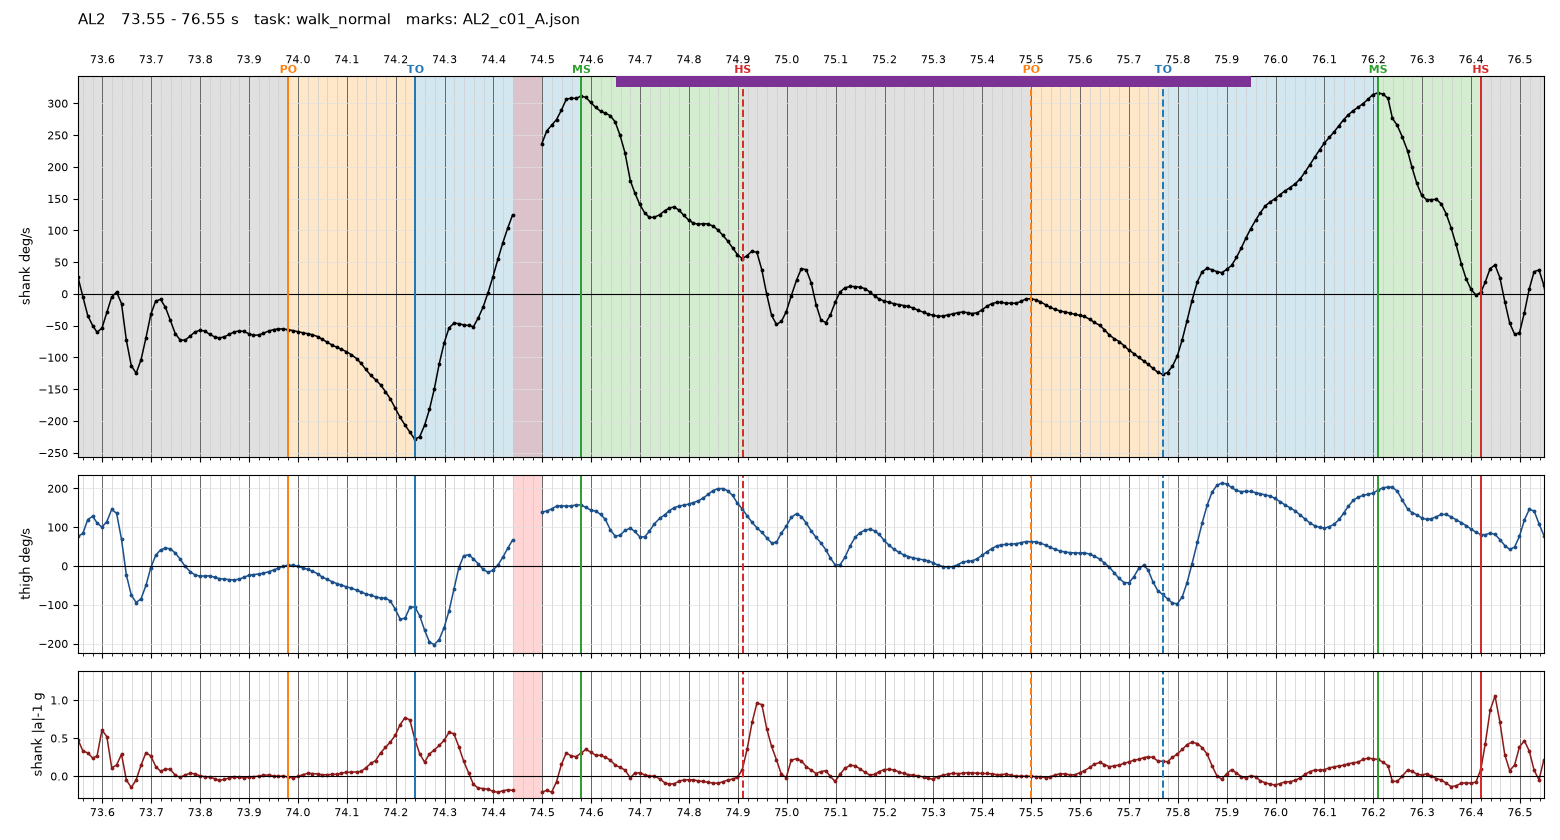 AL2   73.55 - 76.55 s   task: walk_normal   marks: AL2_c01_A.json
73.6 73.7 73.8 73.9 74.0 74.1 74.2 74.3 74.4 74.5 74.6 74.7 74.8 74.9 75.0 75.1 75.2 75.3 75.4 75.5 75.6 75.7 75.8 75.9 76.0 76.1 76.2 76.3 76.4 76.5
PO TO MS HS PO TO MS HS
shank deg/s
300
250
200
150
100
50
0
−50
−100
−150
−200
−250
thigh deg/s
200
100
0
−100
−200
shank |a|-1 g
1.0
0.5
0.0
73.6 73.7 73.8 73.9 74.0 74.1 74.2 74.3 74.4 74.5 74.6 74.7 74.8 74.9 75.0 75.1 75.2 75.3 75.4 75.5 75.6 75.7 75.8 75.9 76.0 76.1 76.2 76.3 76.4 76.5